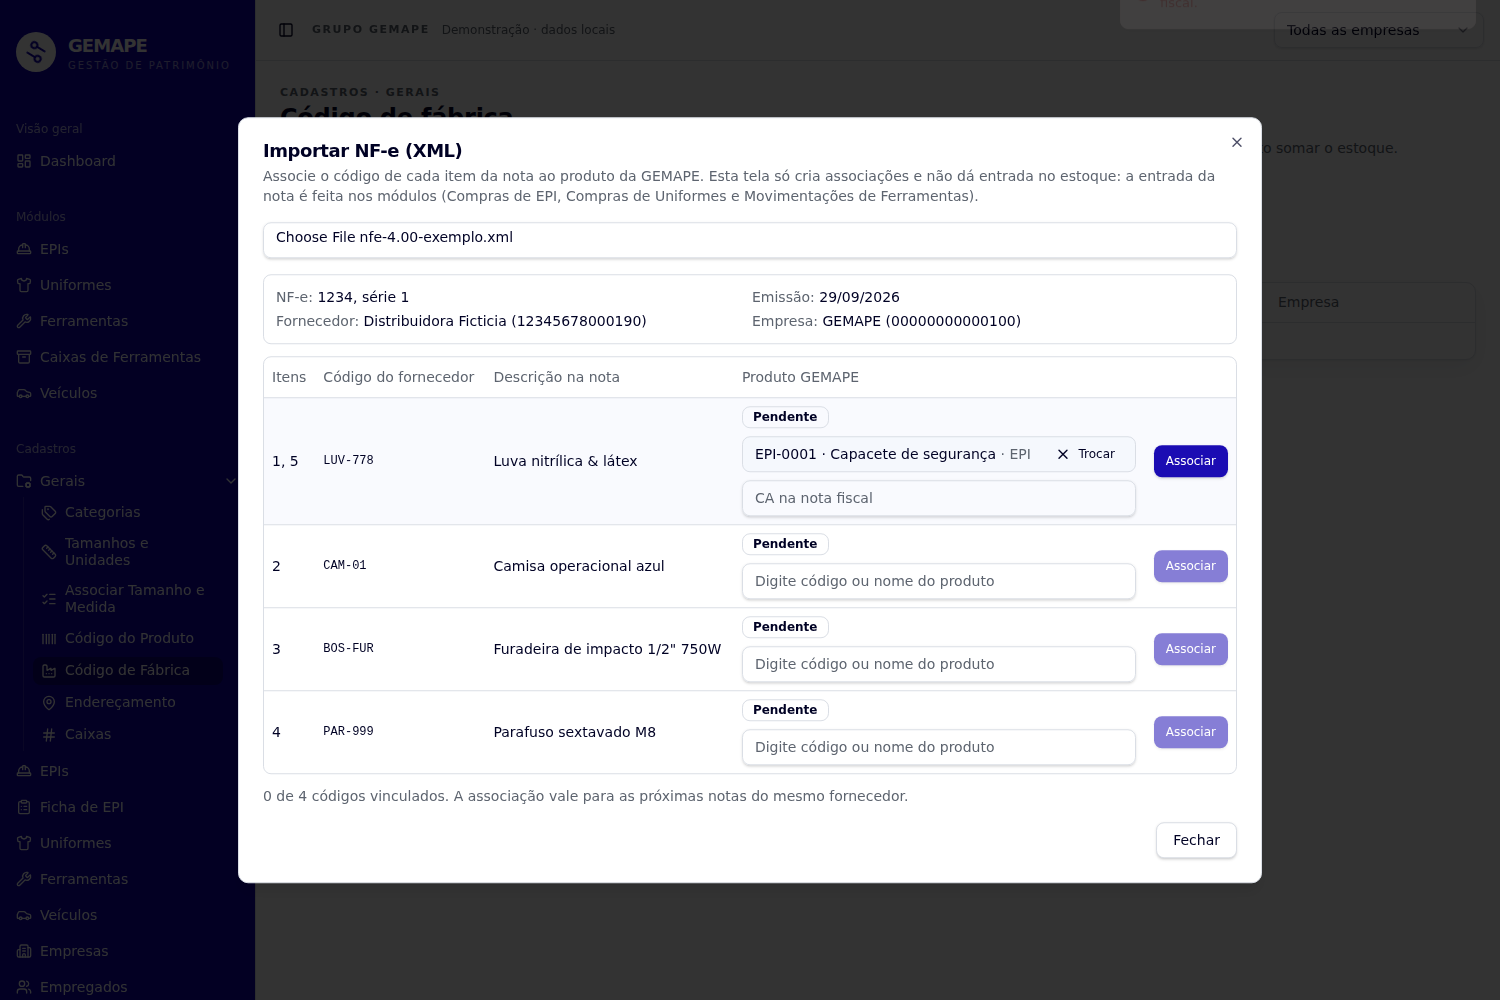 GEMAPE
GESTÃO DE PATRIMÔNIO
Visão geral
Dashboard
Módulos
EPIs
Uniformes
Ferramentas
Caixas de Ferramentas
Veículos
Cadastros
Gerais
Categorias
Tamanhos e
Unidades
Associar Tamanho e
Medida
Código do Produto
Código de Fábrica
Endereçamento
Caixas
EPIs
Ficha de EPI
Uniformes
Ferramentas
Veículos
Empresas
Empregados
GRUPO GEMAPE Demonstração · dados locais
fiscal.
Todas as empresas
CADASTROS · GERAIS
Código de fábrica
o somar o estoque.
Empresa
Importar NF-e (XML)
Associe o código de cada item da nota ao produto da GEMAPE. Esta tela só cria associações e não dá entrada no estoque: a entrada da
nota é feita nos módulos (Compras de EPI, Compras de Uniformes e Movimentações de Ferramentas).
Choose File nfe-4.00-exemplo.xml
NF-e: 1234, série 1 Emissão: 29/09/2026
Fornecedor: Distribuidora Ficticia (12345678000190) Empresa: GEMAPE (00000000000100)
Itens Código do fornecedor Descrição na nota Produto GEMAPE
Pendente
1, 5 LUV-778 Luva nitrílica & látex EPI-0001 · Capacete de segurança · EPI Trocar Associar
CA na nota fiscal
Pendente
2 CAM-01 Camisa operacional azul Digite código ou nome do produto Associar
Pendente
3 BOS-FUR Furadeira de impacto 1/2" 750W Digite código ou nome do produto Associar
Pendente
4 PAR-999 Parafuso sextavado M8 Digite código ou nome do produto Associar
0 de 4 códigos vinculados. A associação vale para as próximas notas do mesmo fornecedor.
Fechar